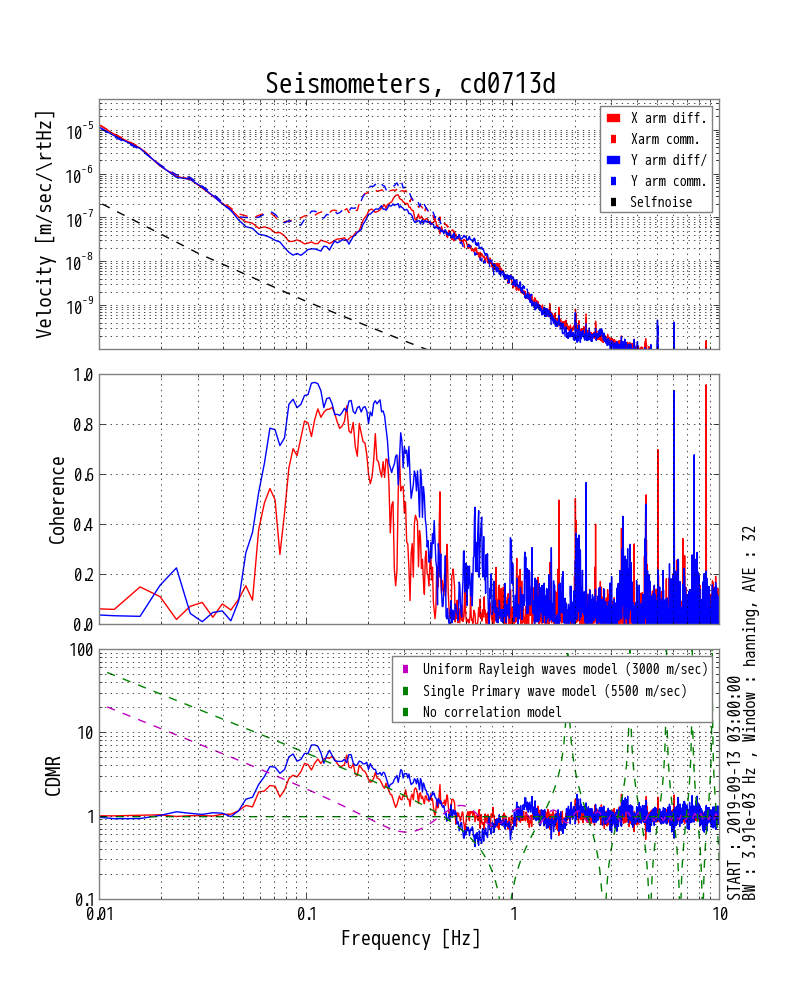 Seismometers, cd0713d
Velocity [m/sec/\rtHz]
10^-5
10^-6
10^-7
10^-8
10^-9
X arm diff.
Xarm comm.
Y arm diff/
Y arm comm.
Selfnoise
Coherence
1.0
0.8
0.6
0.4
0.2
0.0
CDMR
100
10
1
0.1
Uniform Rayleigh waves model (3000 m/sec)
Single Primary wave model (5500 m/sec)
No correlation model
0.01
0.1
1
10
Frequency [Hz]
START : 2019-09-13 03:00:00
BW : 3.91e-03 Hz , Window : hanning, AVE : 32